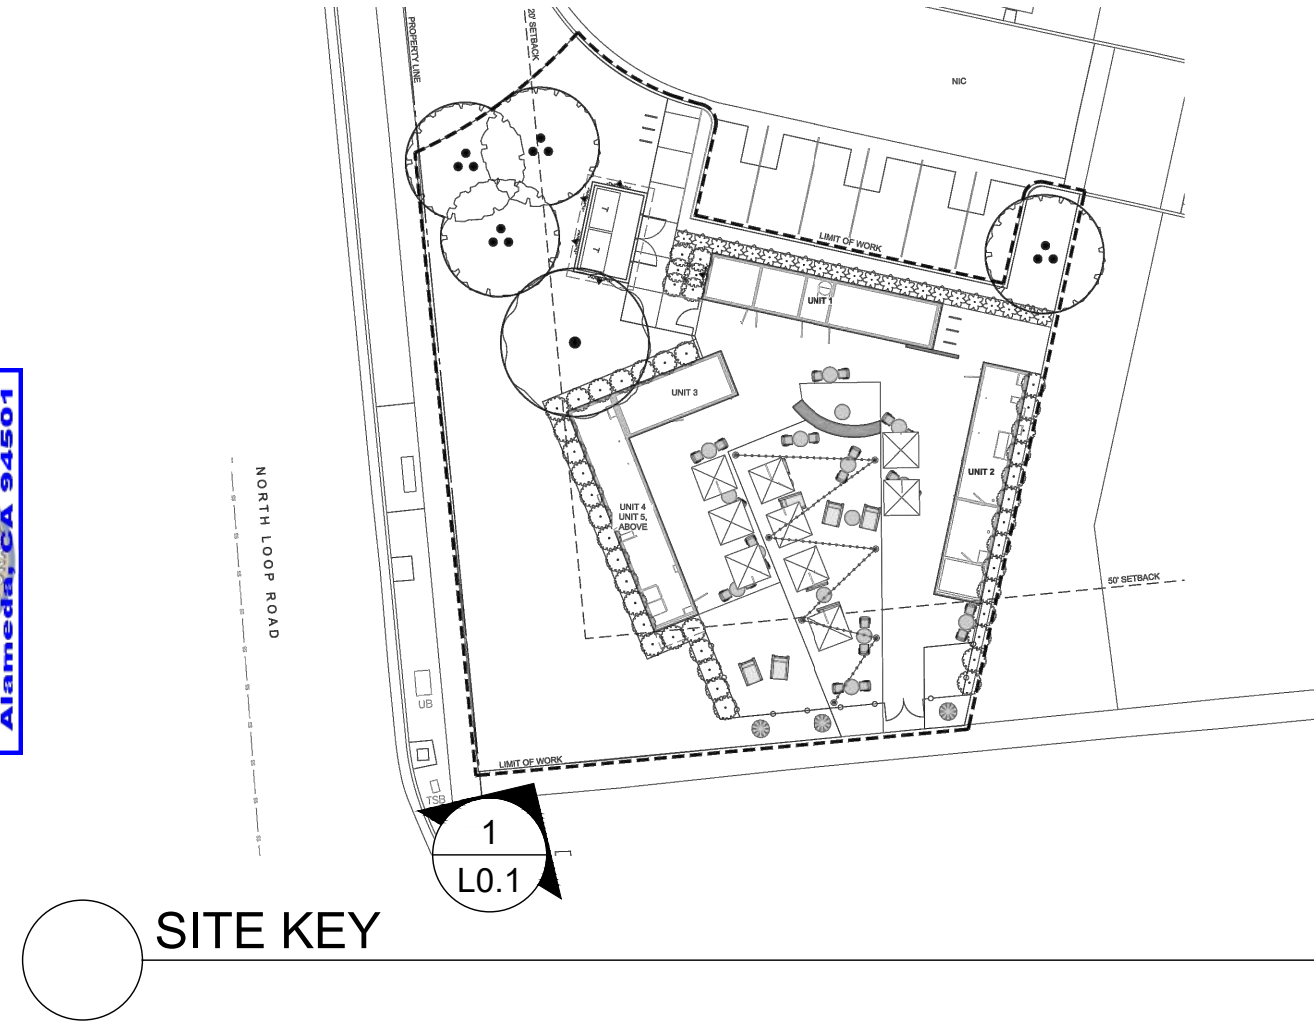 PROPERTY LINE
20' SETBACK
NIC
LIMIT OF WORK
T
T
UNIT 1
UNIT 3
UNIT 2
UNIT 4
UNIT 5,
ABOVE
50' SETBACK
NORTH LOOP ROAD
Alameda, CA 94501
UB
TSB
LIMIT OF WORK
1
L0.1
SITE KEY